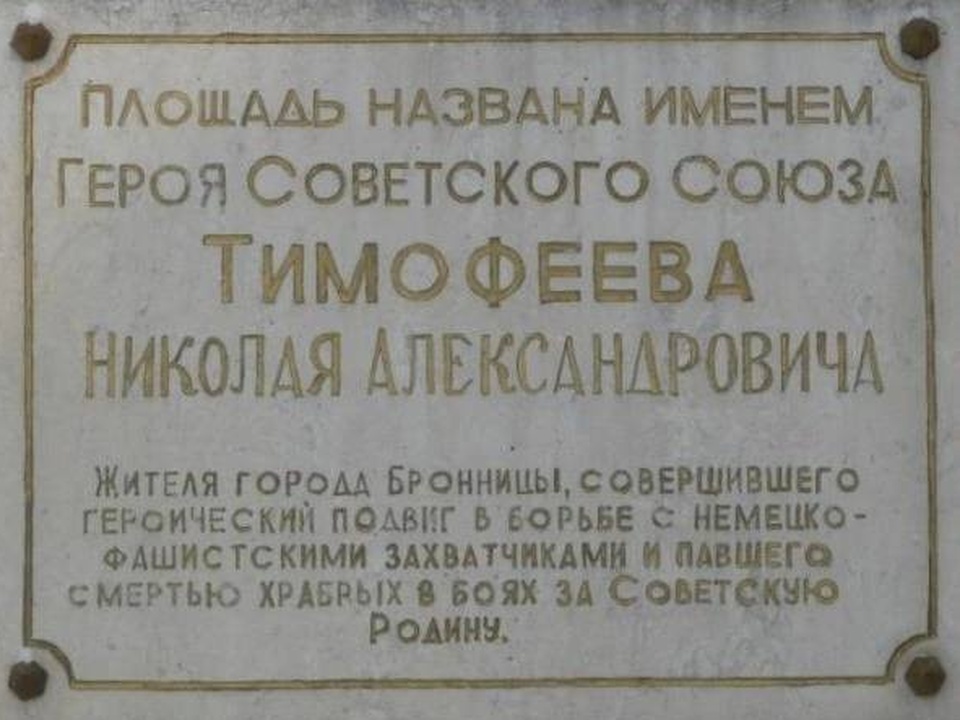 Площадь названа именем
Героя Советского Союза
Тимофеева
Николая Александровича
Жителя города Бронницы, совершившего
героический подвиг в борьбе с немецко-
фашистскими захватчиками и павшего
смертью храбрых в боях за Советскую
Родину.